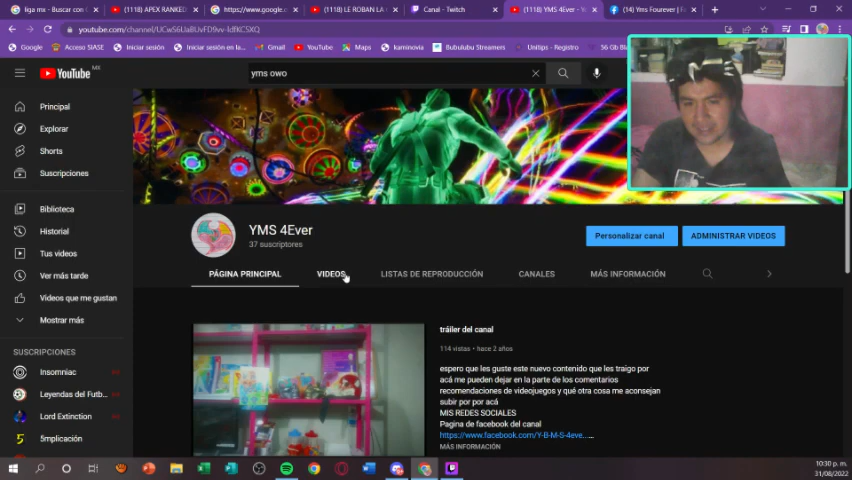 liga mx - Buscar con
(1118) APEX RANKED
https://www.google.c
(1118) LE ROBAN LA
Canal - Twitch
(1118) YMS 4Ever - Y
(1) Yms Fourever |
youtube.com/channel/
Google
Acceso SIASE
Iniciar sesión
Iniciar sesión en la...
Gmail
YouTube
Maps
kaminovia
Bubulubu Streamers
Unitips - Registro
56 Gb
YouTube MX
yms owo
Principal
Explorar
Shorts
Suscripciones
Biblioteca
Historial
Tus videos
Ver más tarde
Videos que me gustan
Mostrar más
SUSCRIPCIONES
Insomniac
Leyendas del Futb...
Lord Extinction
5mplicación
YMS 4Ever
37 suscriptores
Personalizar canal
ADMINISTRAR VIDEOS
PÁGINA PRINCIPAL
VIDEOS
LISTAS DE REPRODUCCIÓN
CANALES
MÁS INFORMACIÓN
tráiler del canal
114 vistas • hace 2 años
espero que les guste este nuevo contenido que les traigo por
acá me pueden dejar en la parte de los comentarios
recomendaciones de videojuegos y qué otra cosa me aconsejan
subir por por acá
MIS REDES SOCIALES
Pagina de facebook del canal
https://www.facebook.com/Y-B-M-S-4eve...
MÁS INFORMACIÓN
10:30 p. m.
31/08/2022